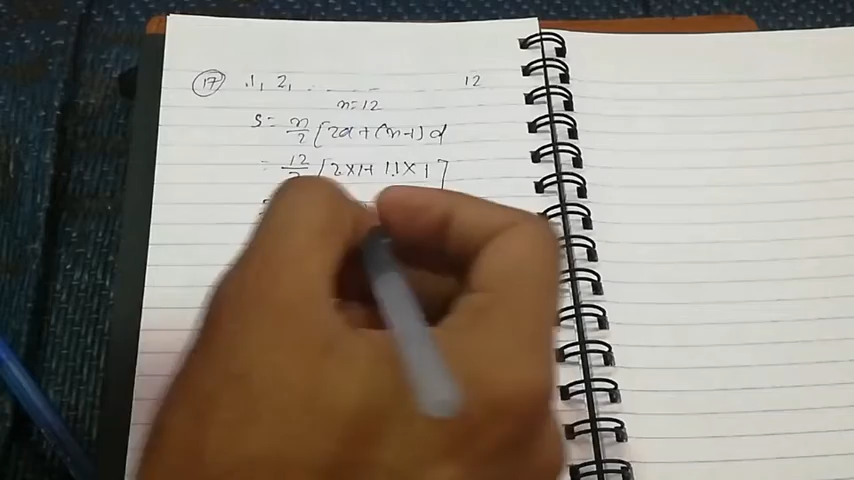 17 1, 2, . . _ _ _ 12
n=12
S= n/2 [2a+(n-1)d
= 12/2 [2×1+ 11×1]